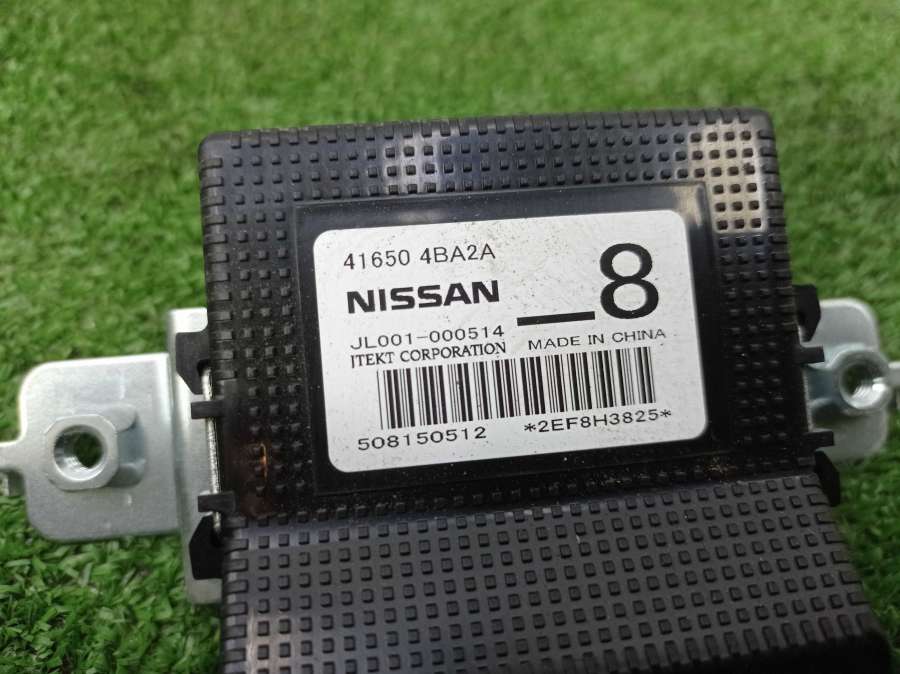 41650 4BA2A
NISSAN _8
JL001-000514
JTEKT CORPORATION MADE IN CHINA
508150512 *2EF8H3825*